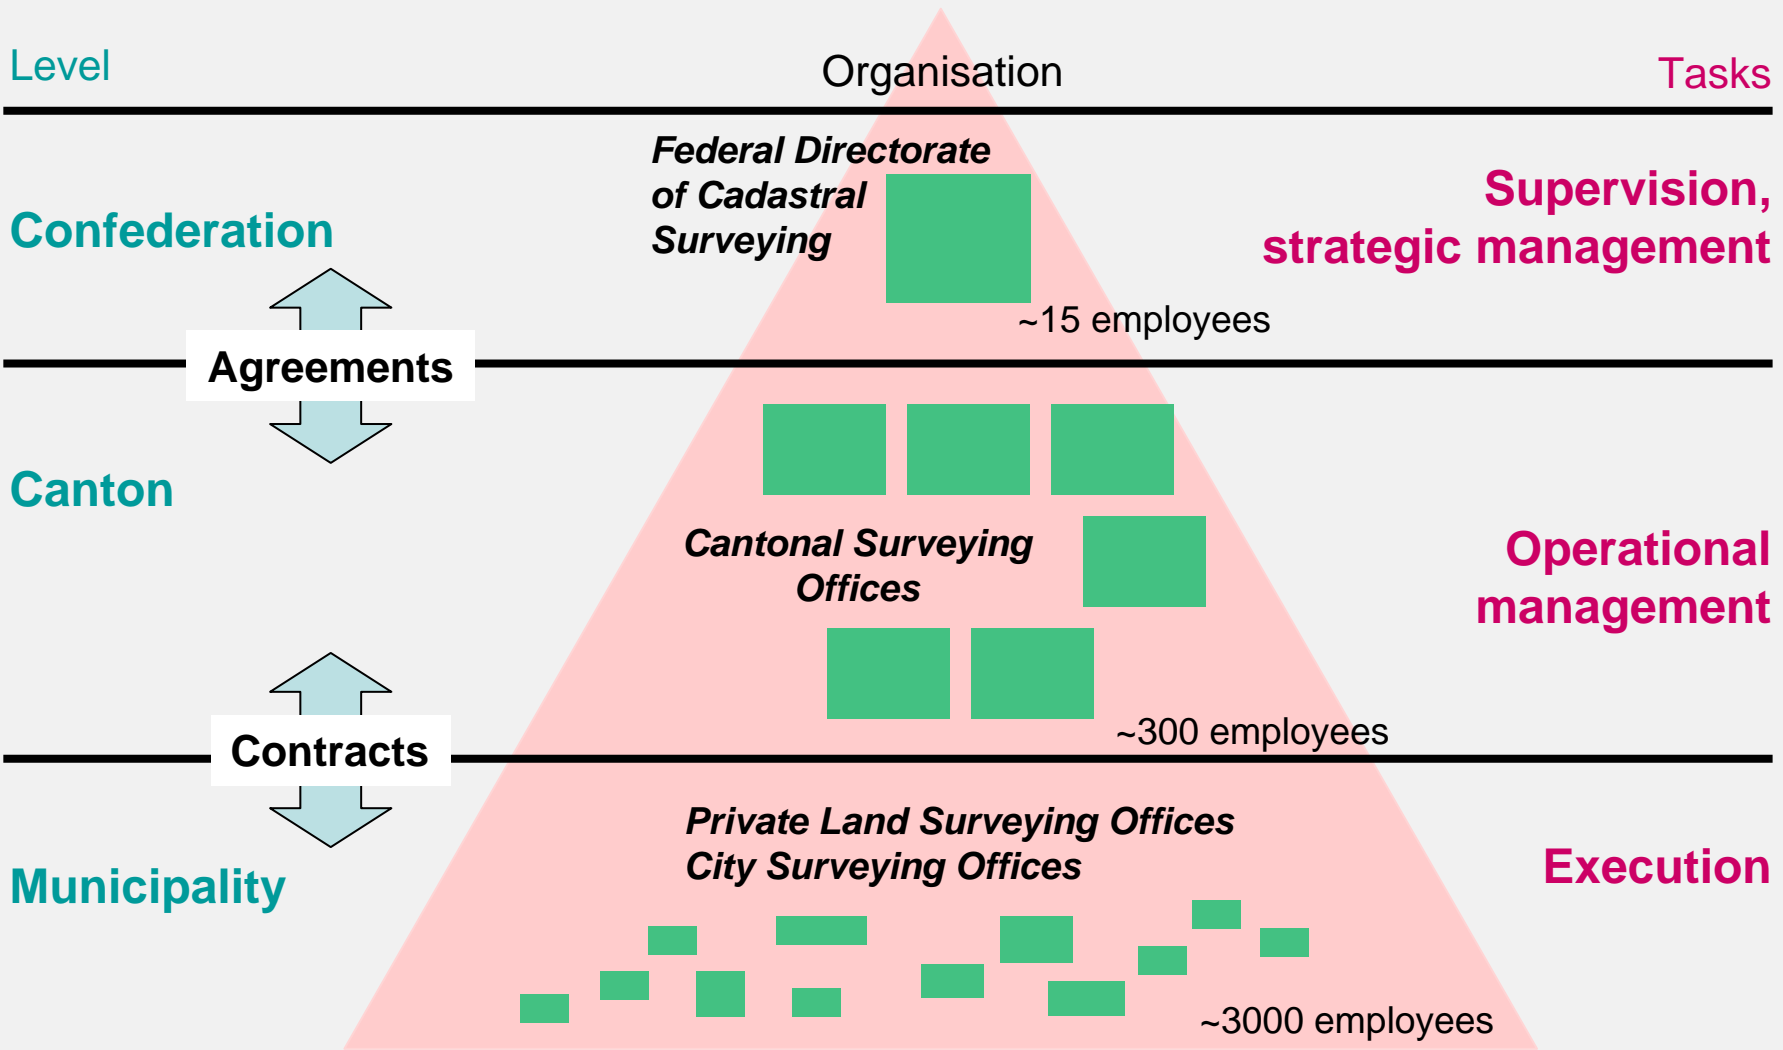 Level
Organisation
Tasks
Federal Directorate
of Cadastral
Surveying
Confederation
Supervision,
strategic management
~15 employees
Agreements
Canton
Cantonal Surveying
Offices
Operational
management
~300 employees
Contracts
Private Land Surveying Offices
City Surveying Offices
Municipality
Execution
~3000 employees